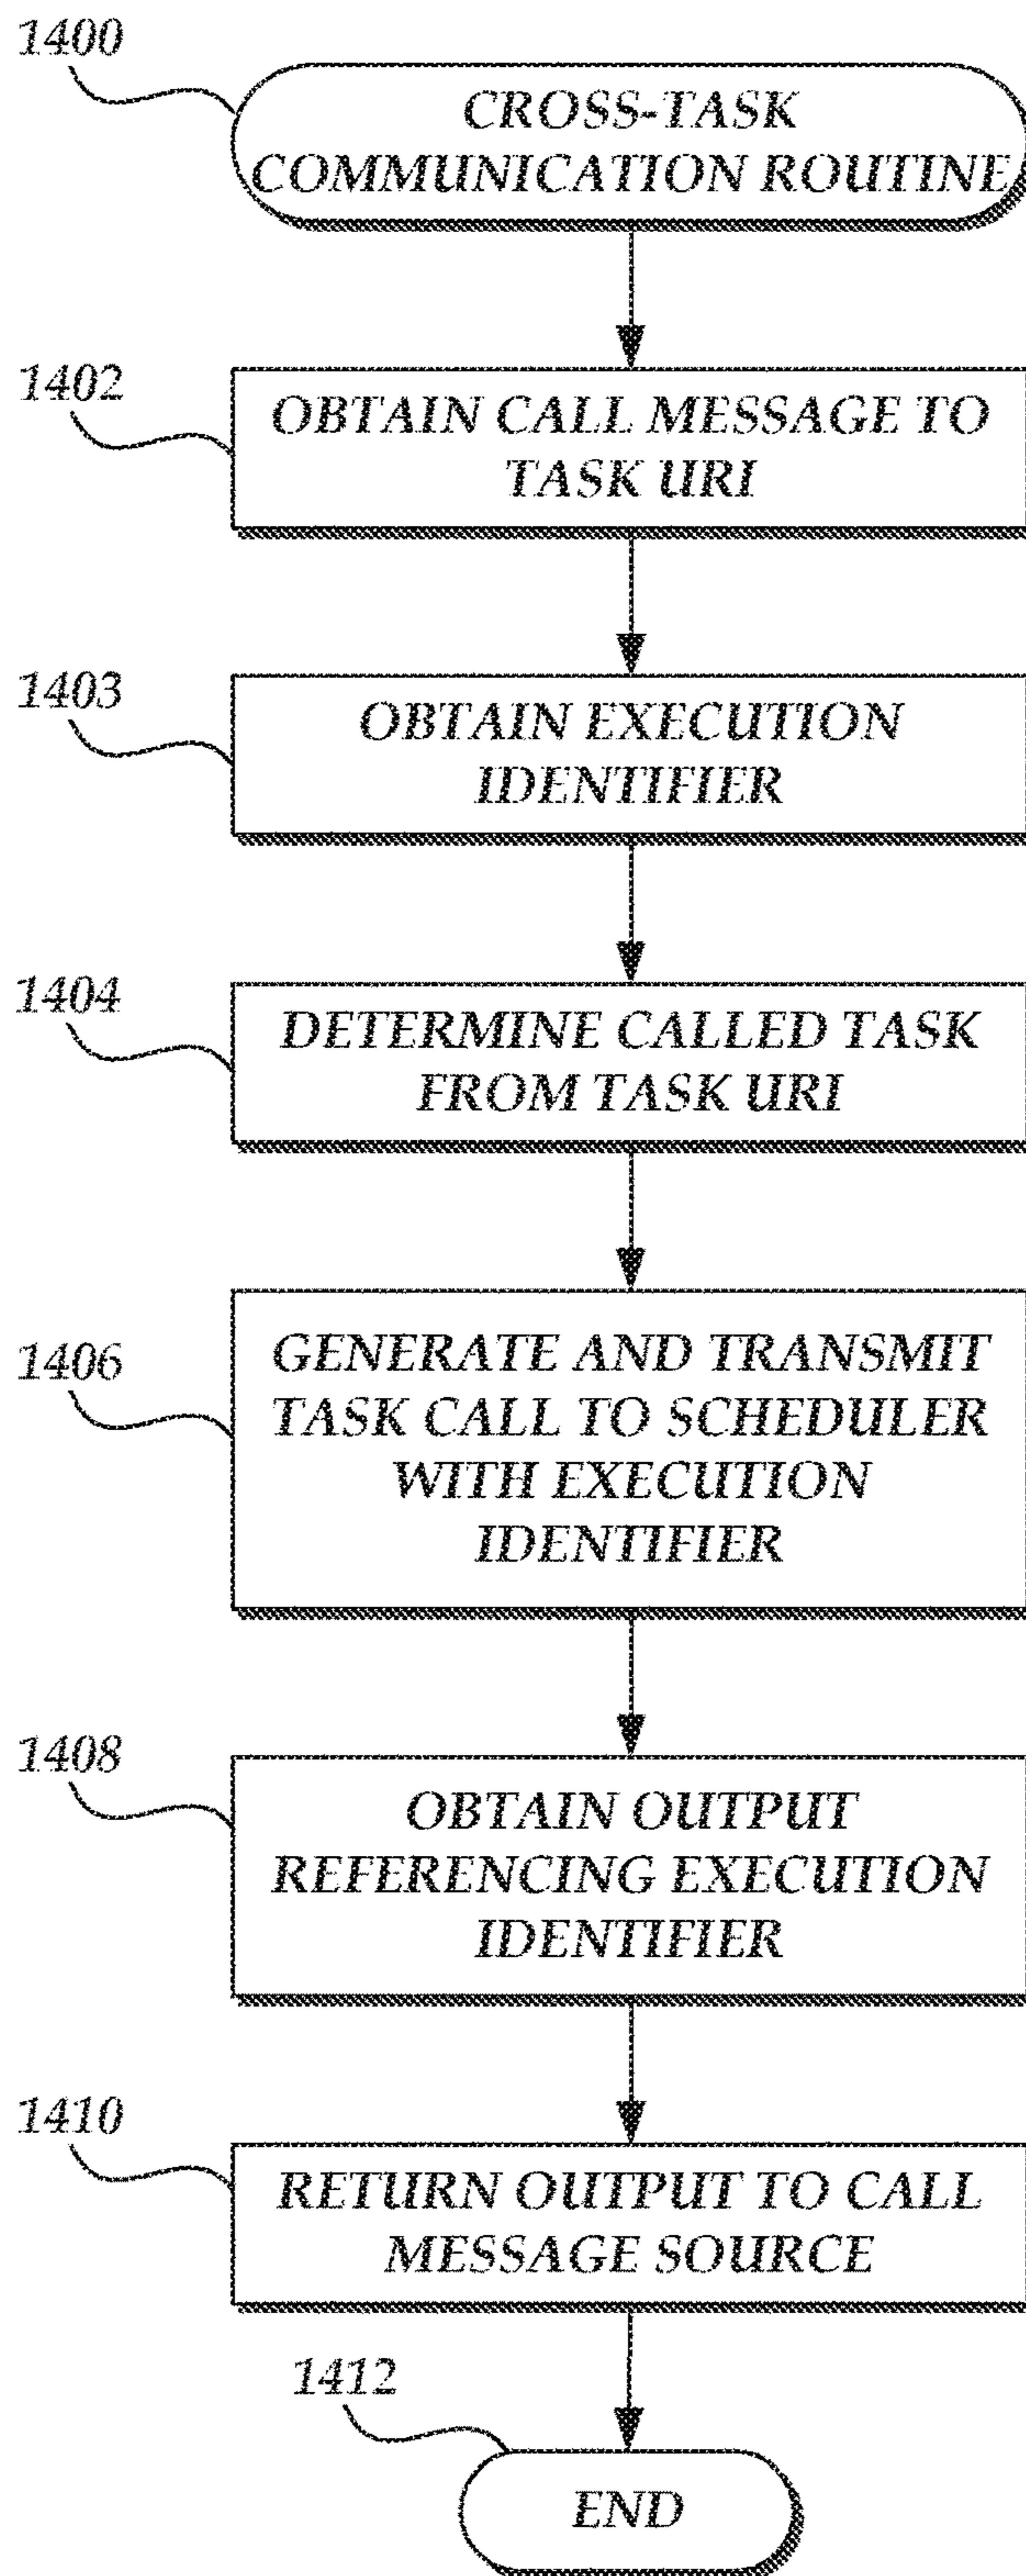 1400
CROSS-TASK
COMMUNICATION ROUTINE
1402
OBTAIN CALL MESSAGE TO
TASK URI
1403
OBTAIN EXECUTION
IDENTIFIER
1404
DETERMINE CALLED TASK
FROM TASK URI
1406
GENERATE AND TRANSMIT
TASK CALL TO SCHEDULER
WITH EXECUTION
IDENTIFIER
1408
OBTAIN OUTPUT
REFERENCING EXECUTION
IDENTIFIER
1410
RETURN OUTPUT TO CALL
MESSAGE SOURCE
1412
END